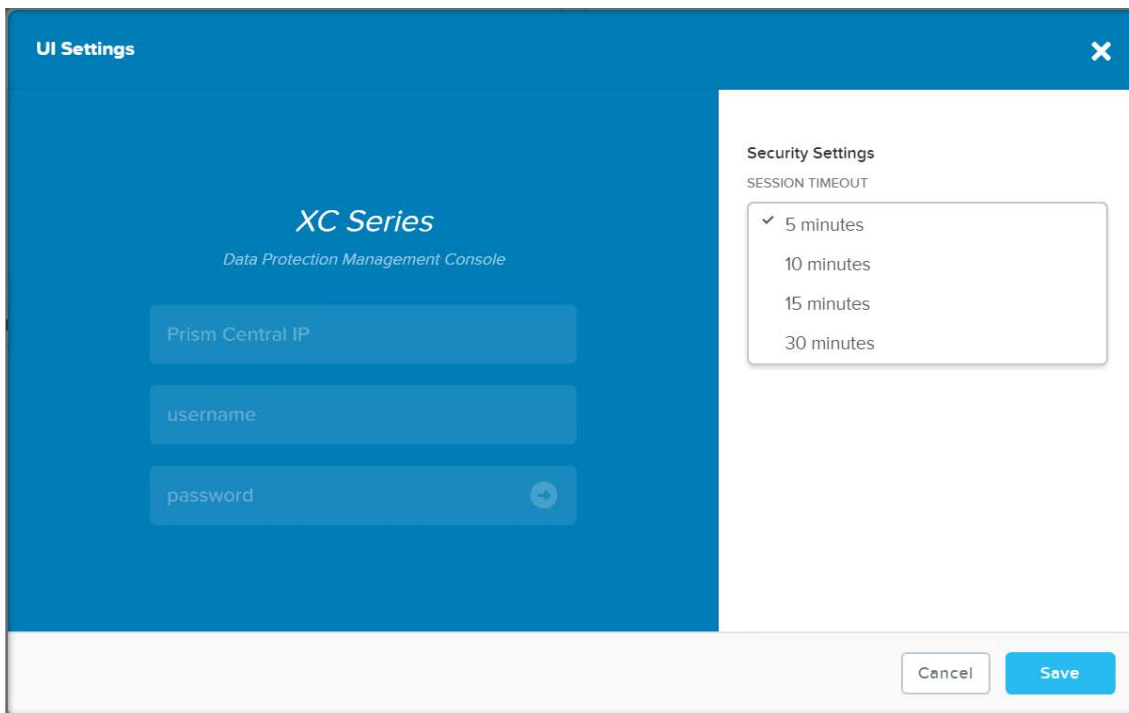 UI Settings
XC Series
Data Protection Management Console
Prism Central IP
username
password
Security Settings
SESSION TIMEOUT
5 minutes
10 minutes
15 minutes
30 minutes
Cancel
Save